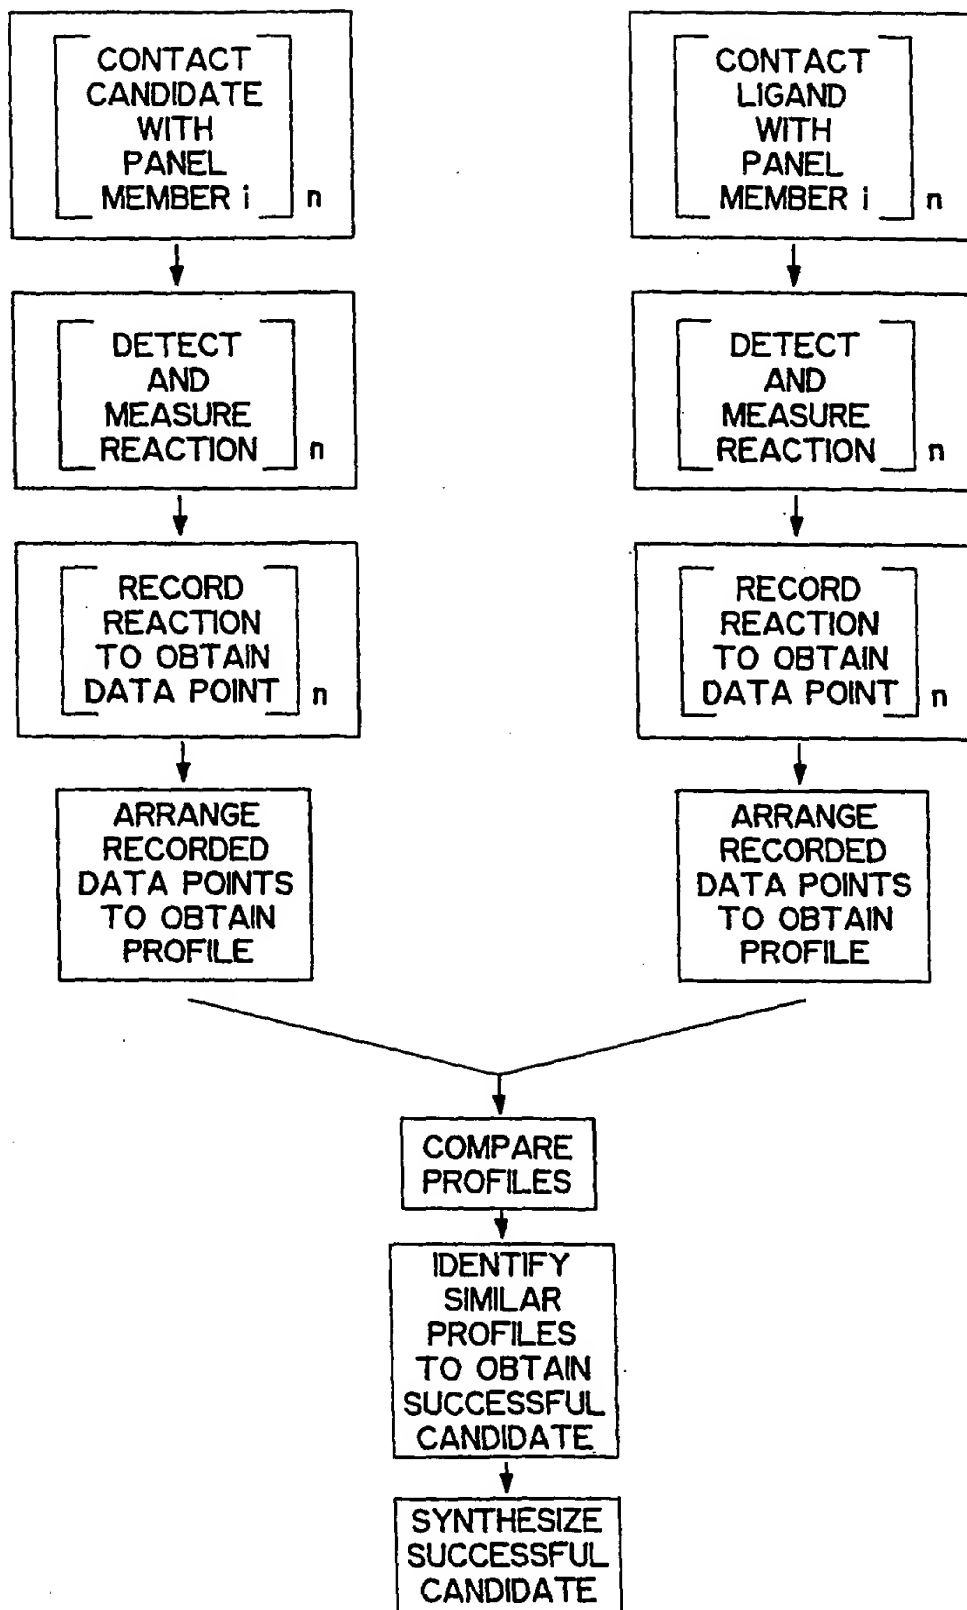 CONTACT
CANDIDATE
WITH
PANEL
MEMBER i
n
DETECT
AND
MEASURE
REACTION
n
RECORD
REACTION
TO OBTAIN
DATA POINT
n
ARRANGE
RECORDED
DATA POINTS
TO OBTAIN
PROFILE
CONTACT
LIGAND
WITH
PANEL
MEMBER i
n
DETECT
AND
MEASURE
REACTION
n
RECORD
REACTION
TO OBTAIN
DATA POINT
n
ARRANGE
RECORDED
DATA POINTS
TO OBTAIN
PROFILE
COMPARE
PROFILES
IDENTIFY
SIMILAR
PROFILES
TO OBTAIN
SUCCESSFUL
CANDIDATE
SYNTHESIZE
SUCCESSFUL
CANDIDATE